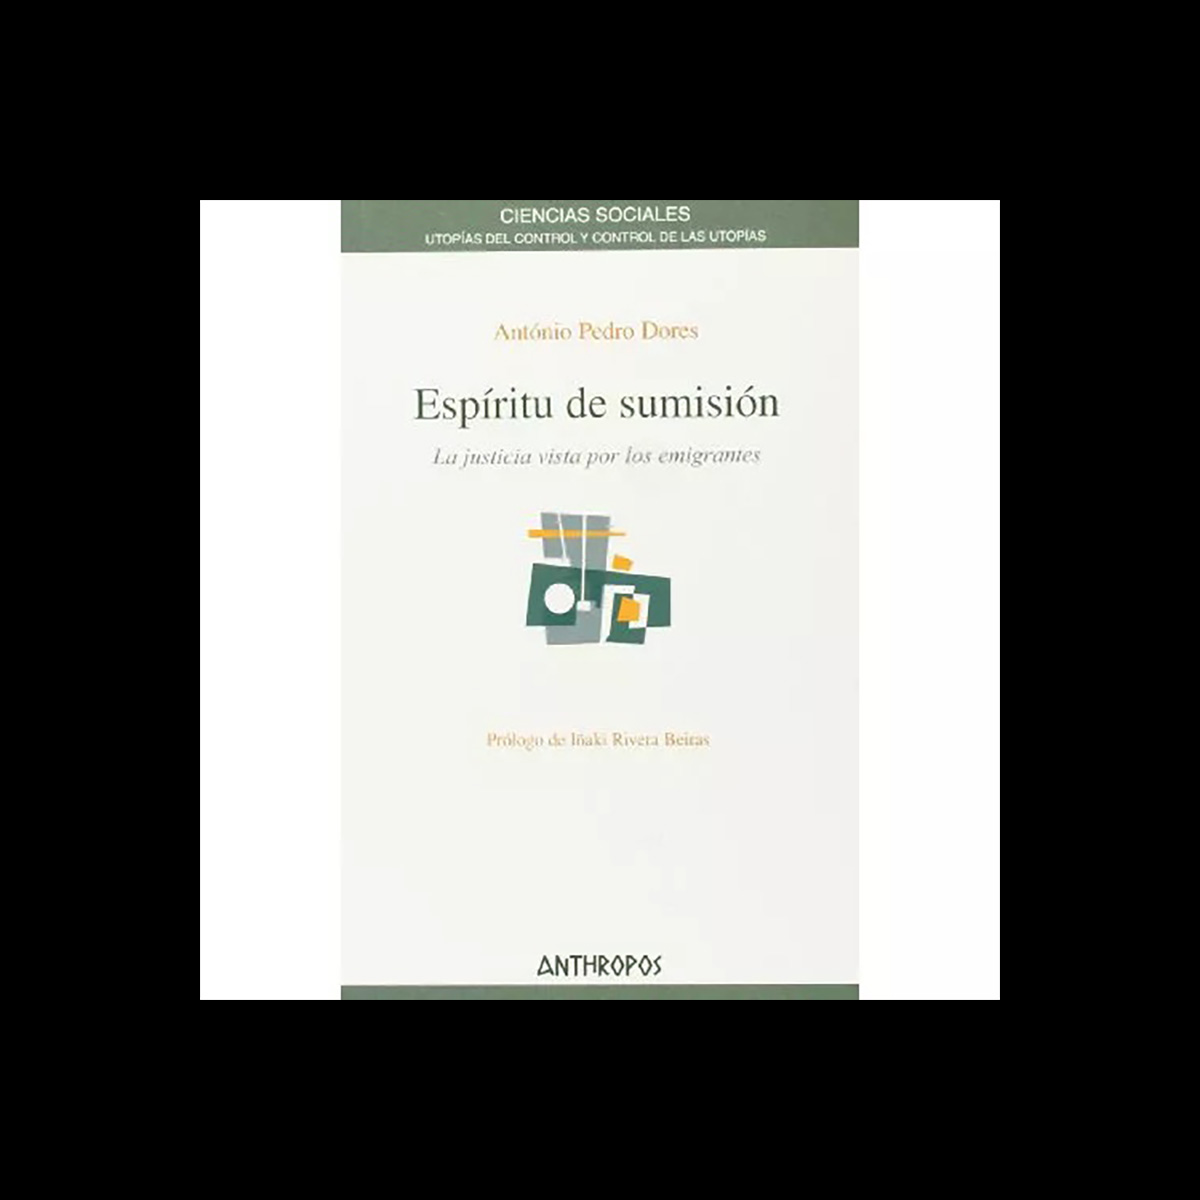 CIENCIAS SOCIALES
UTOPÍAS DEL CONTROL Y CONTROL DE LAS UTOPÍAS
António Pedro Dores
Espíritu de sumisión
La justicia vista por los emigrantes
Prólogo de Iñaki Rivera Beiras
ANTHROPOS